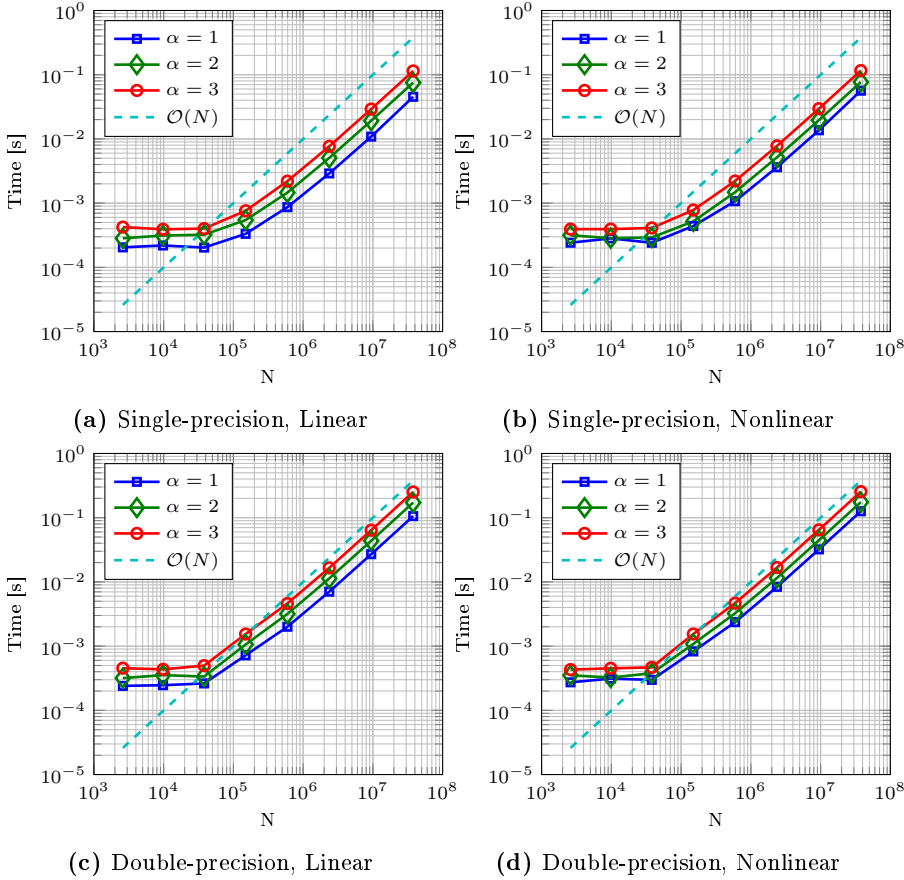 10^0
10^−1
10^−2
10^−3
10^−4
10^−5
Time [s]
α = 1
α = 2
α = 3
𝒪(N)
10^3 10^4 10^5 10^6 10^7 10^8
N
(a) Single-precision, Linear
10^0
10^−1
10^−2
10^−3
10^−4
10^−5
Time [s]
α = 1
α = 2
α = 3
𝒪(N)
10^3 10^4 10^5 10^6 10^7 10^8
N
(b) Single-precision, Nonlinear
10^0
10^−1
10^−2
10^−3
10^−4
10^−5
Time [s]
α = 1
α = 2
α = 3
𝒪(N)
10^3 10^4 10^5 10^6 10^7 10^8
N
(c) Double-precision, Linear
10^0
10^−1
10^−2
10^−3
10^−4
10^−5
Time [s]
α = 1
α = 2
α = 3
𝒪(N)
10^3 10^4 10^5 10^6 10^7 10^8
N
(d) Double-precision, Nonlinear